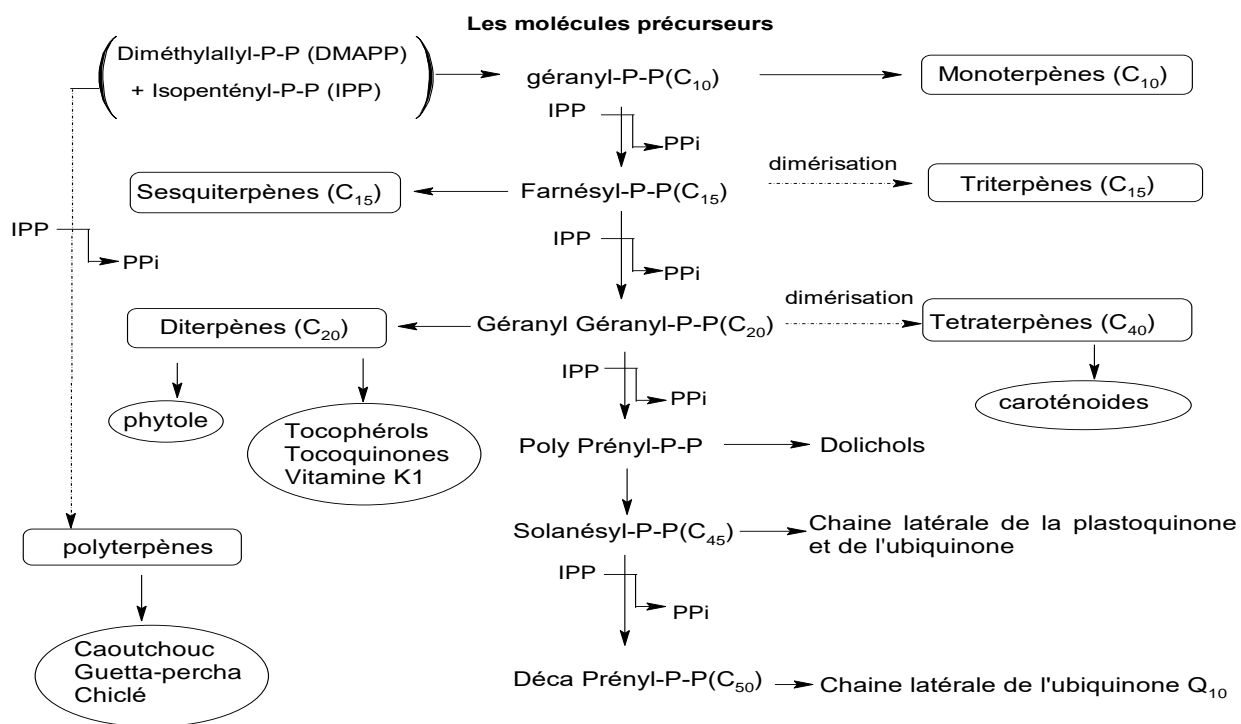 Les molécules précurseurs
Diméthylallyl-P-P (DMAPP)
+ Isopentényl-P-P (IPP)
géranyl-P-P(C10)
Monoterpènes (C10)
IPP
PPi
Sesquiterpènes (C15)
Farnésyl-P-P(C15)
dimérisation
Triterpènes (C15)
IPP
PPi
IPP
PPi
Diterpènes (C20)
Géranyl Géranyl-P-P(C20)
dimérisation
Tetraterpènes (C40)
IPP
PPi
phytole
Tocophérols
Tocoquinones
Vitamine K1
caroténoides
Poly Prényl-P-P
Dolichols
polyterpènes
Solanésyl-P-P(C45)
Chaine latérale de la plastoquinone
et de l'ubiquinone
IPP
PPi
Caoutchouc
Guetta-percha
Chiclé
Déca Prényl-P-P(C50)
Chaine latérale de l'ubiquinone Q10